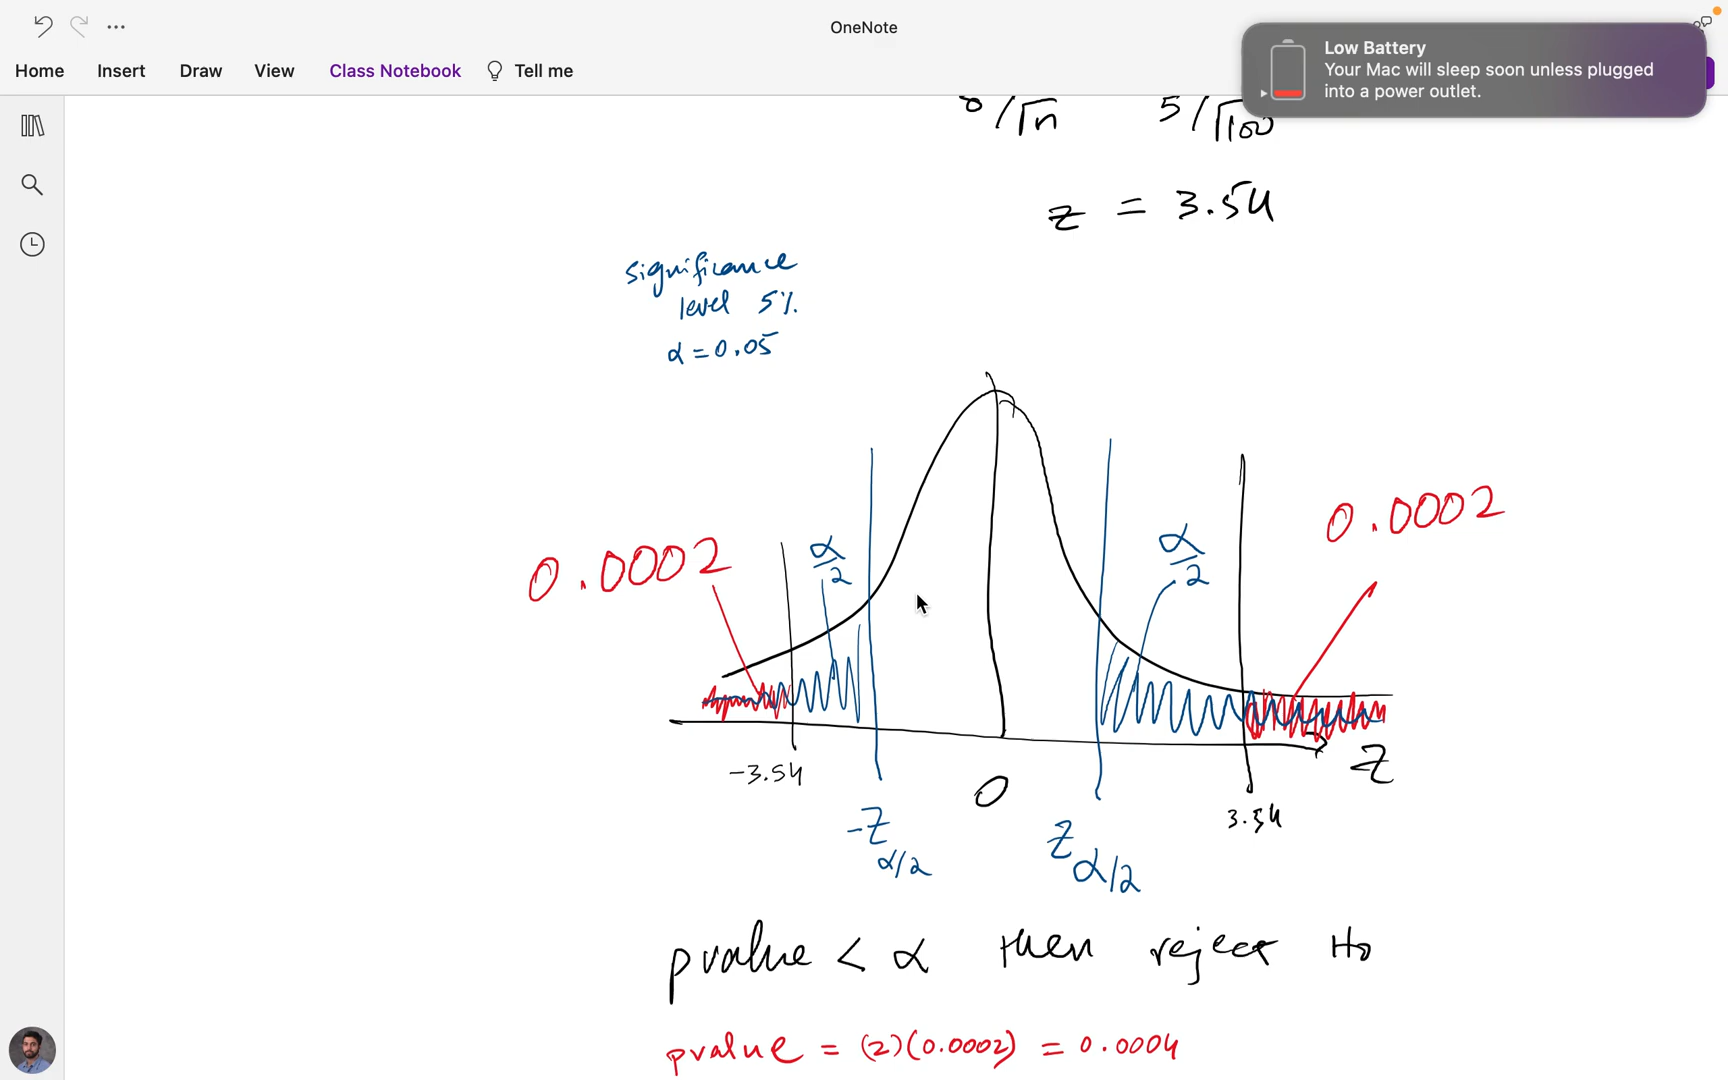 OneNote
Low Battery
Your Mac will sleep soon unless plugged
into a power outlet.
Home Insert Draw View Class Notebook Tell me
σ/√n 5/√100
z = 3.54
significance
level 5%
α = 0.05
0.0002 α/2 α/2 0.0002
-3.54 0 3.54 Z
-Z α/2 Z α/2
pvalue < α then reject H0
pvalue = (2)(0.0002) = 0.0004